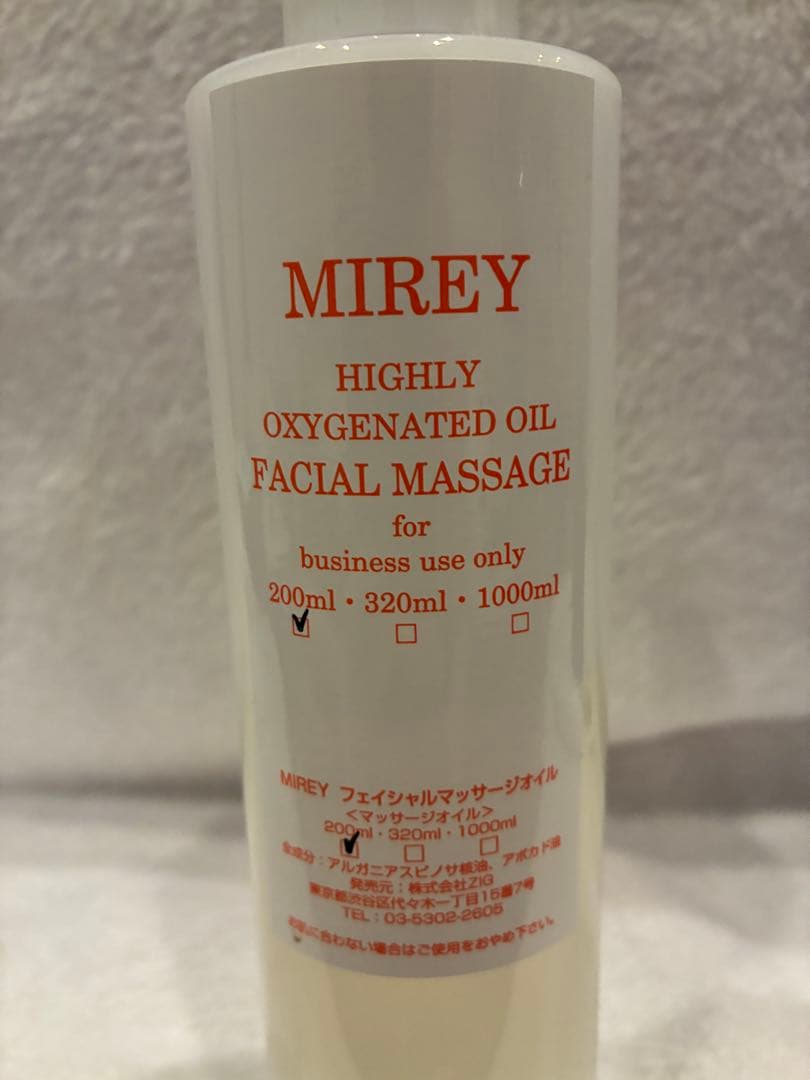 MIREY
HIGHLY
OXYGENATED OIL
FACIAL MASSAGE
for
business use only
200ml・320ml・1000ml
MiREY フェイシャルマッサージオイル
<マッサージオイル>
200ml・320ml・1000ml
全成分：アルガニアスピノサ核油、アボカド油
発売元：株式会社ZIG
東京都渋谷区代々木一丁目15番7号
TEL：03-5302-2605
お肌に合わない場合はご使用をおやめ下さい。